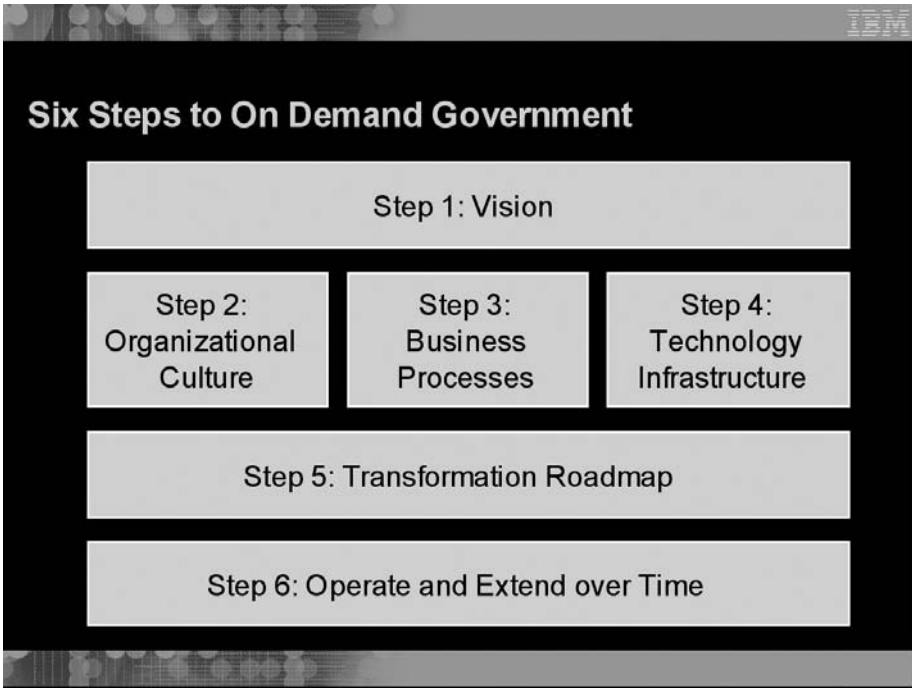 IBM
Six Steps to On Demand Government
Step 1: Vision
Step 2:
Organizational
Culture
Step 3:
Business
Processes
Step 4:
Technology
Infrastructure
Step 5: Transformation Roadmap
Step 6: Operate and Extend over Time